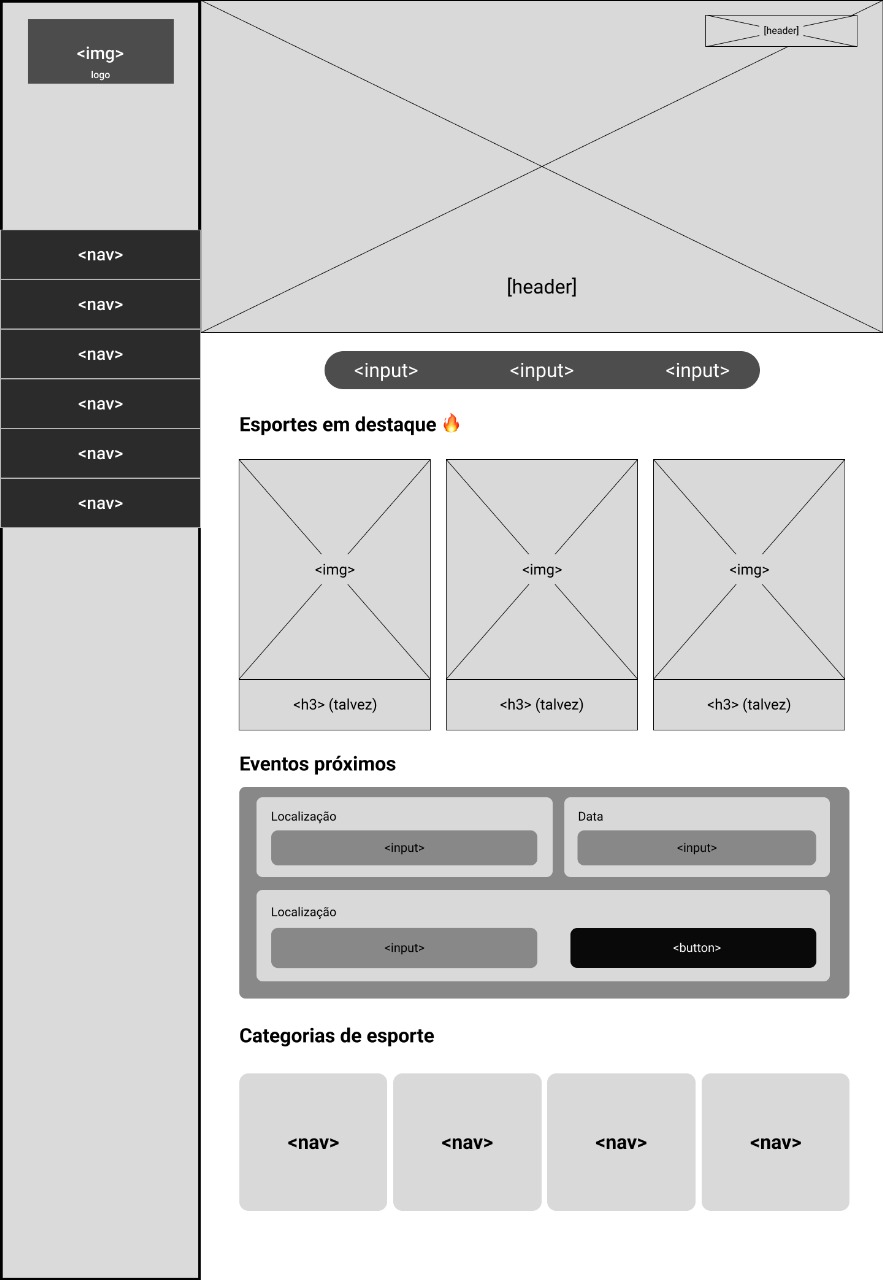 <img>
logo
<nav>
<nav>
<nav>
<nav>
<nav>
<nav>
[header]
[header]
<input> <input> <input>
Esportes em destaque 🔥
<img> <img> <img>
<h3> (talvez) <h3> (talvez) <h3> (talvez)
Eventos próximos
Localização Data
<input> <input>
Localização
<input> <button>
Categorias de esporte
<nav> <nav> <nav> <nav>